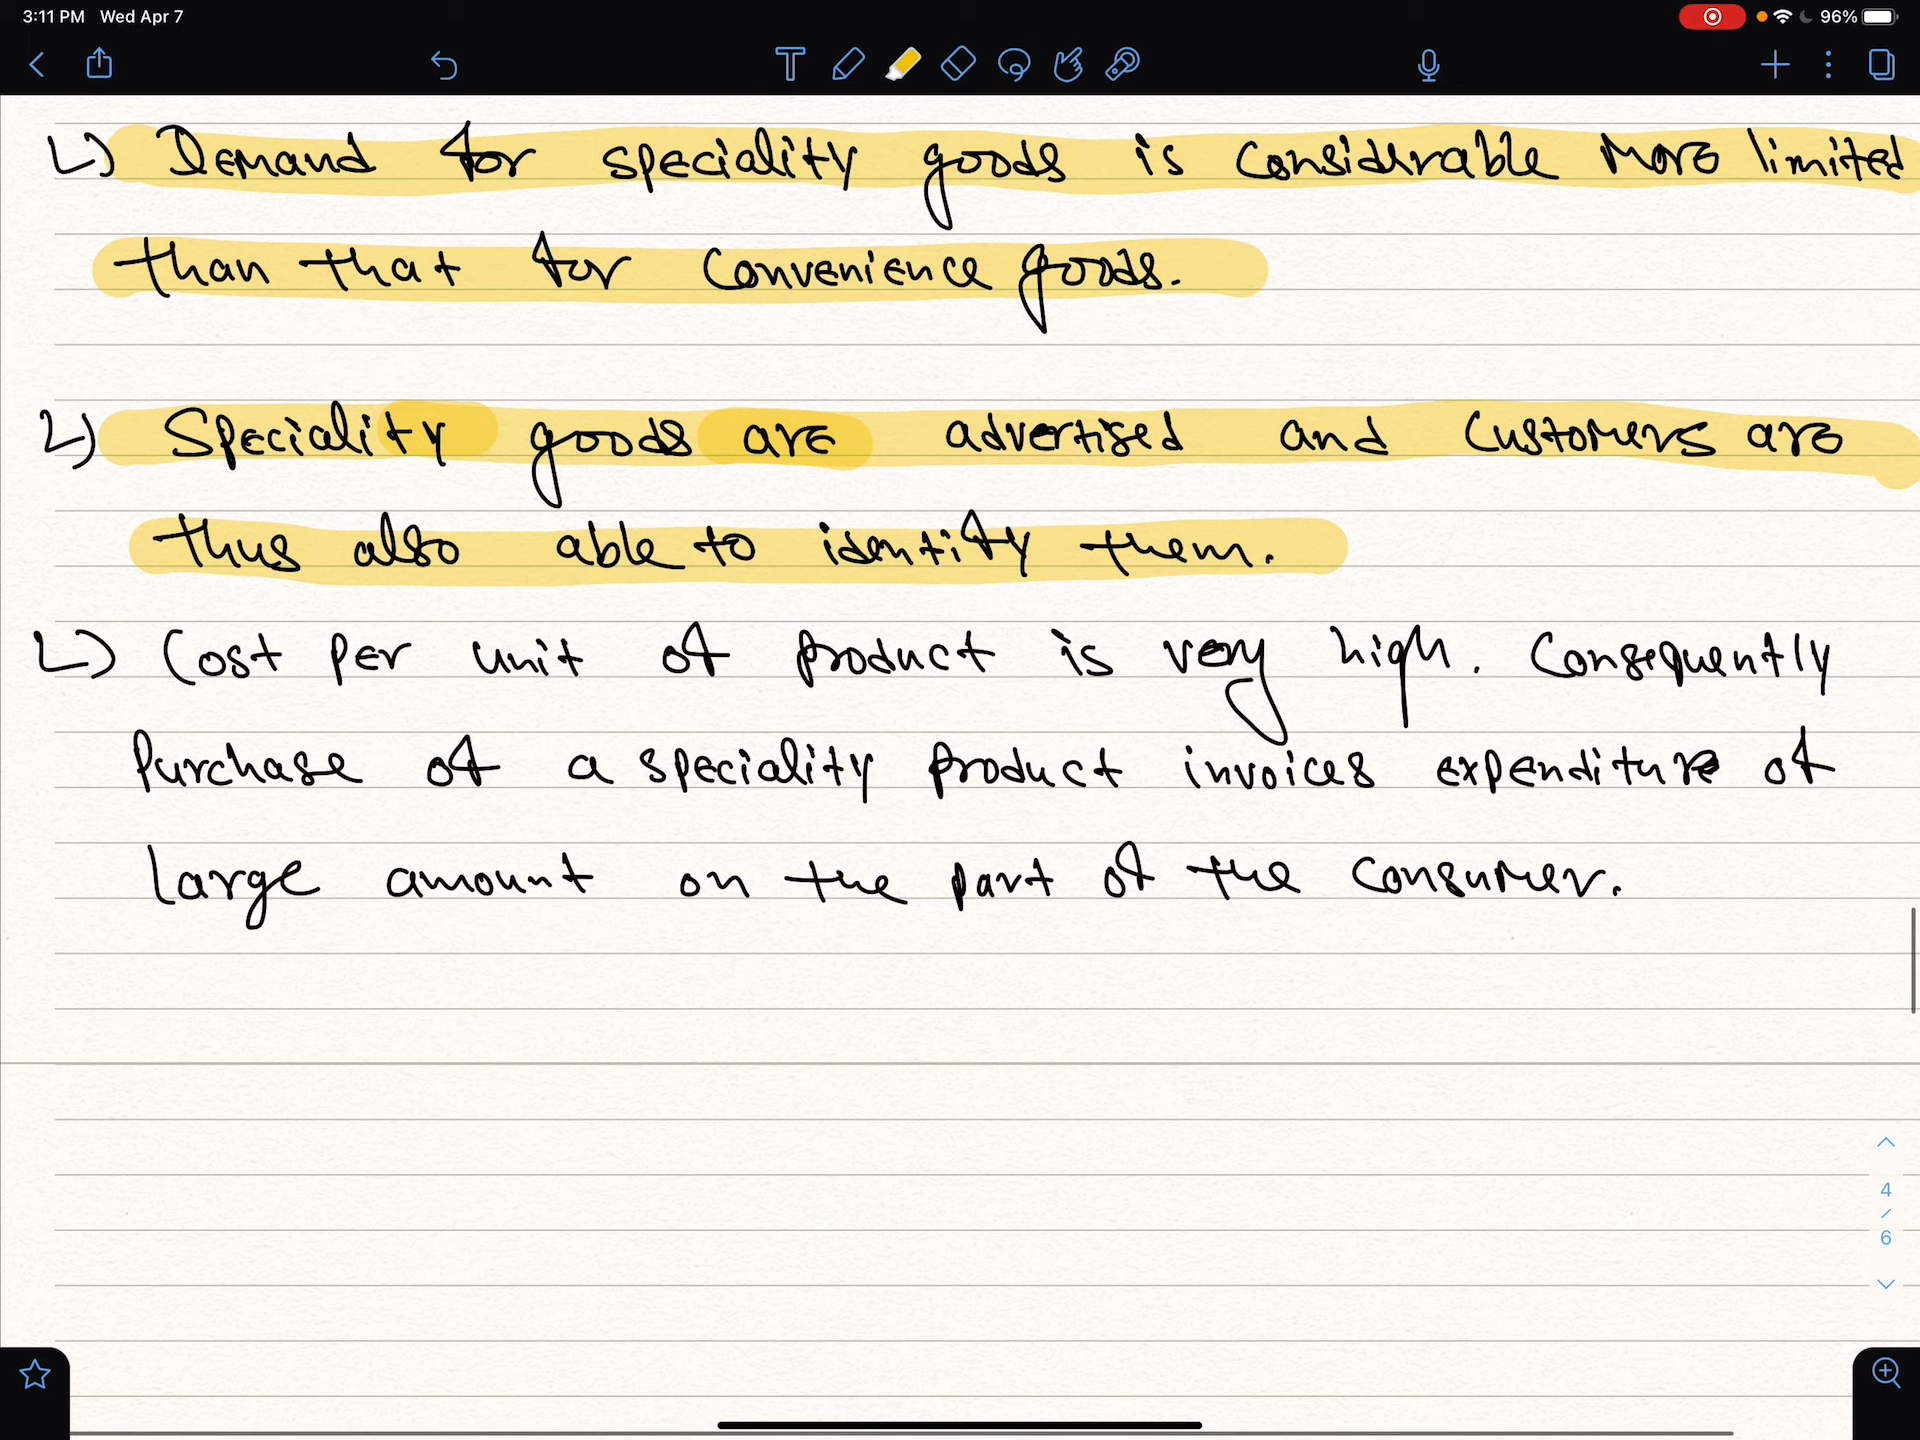 3:11 PM Wed Apr 7
96%
L) Demand for speciality goods is considerable more limited
than that for convenience goods.
L) Speciality goods are advertised and customers are
thus also able to identify them.
L) Cost per unit of product is very high. Consequently
Purchase of a speciality product invoices expenditure of
large amount on the part of the consumer.
4
/
6